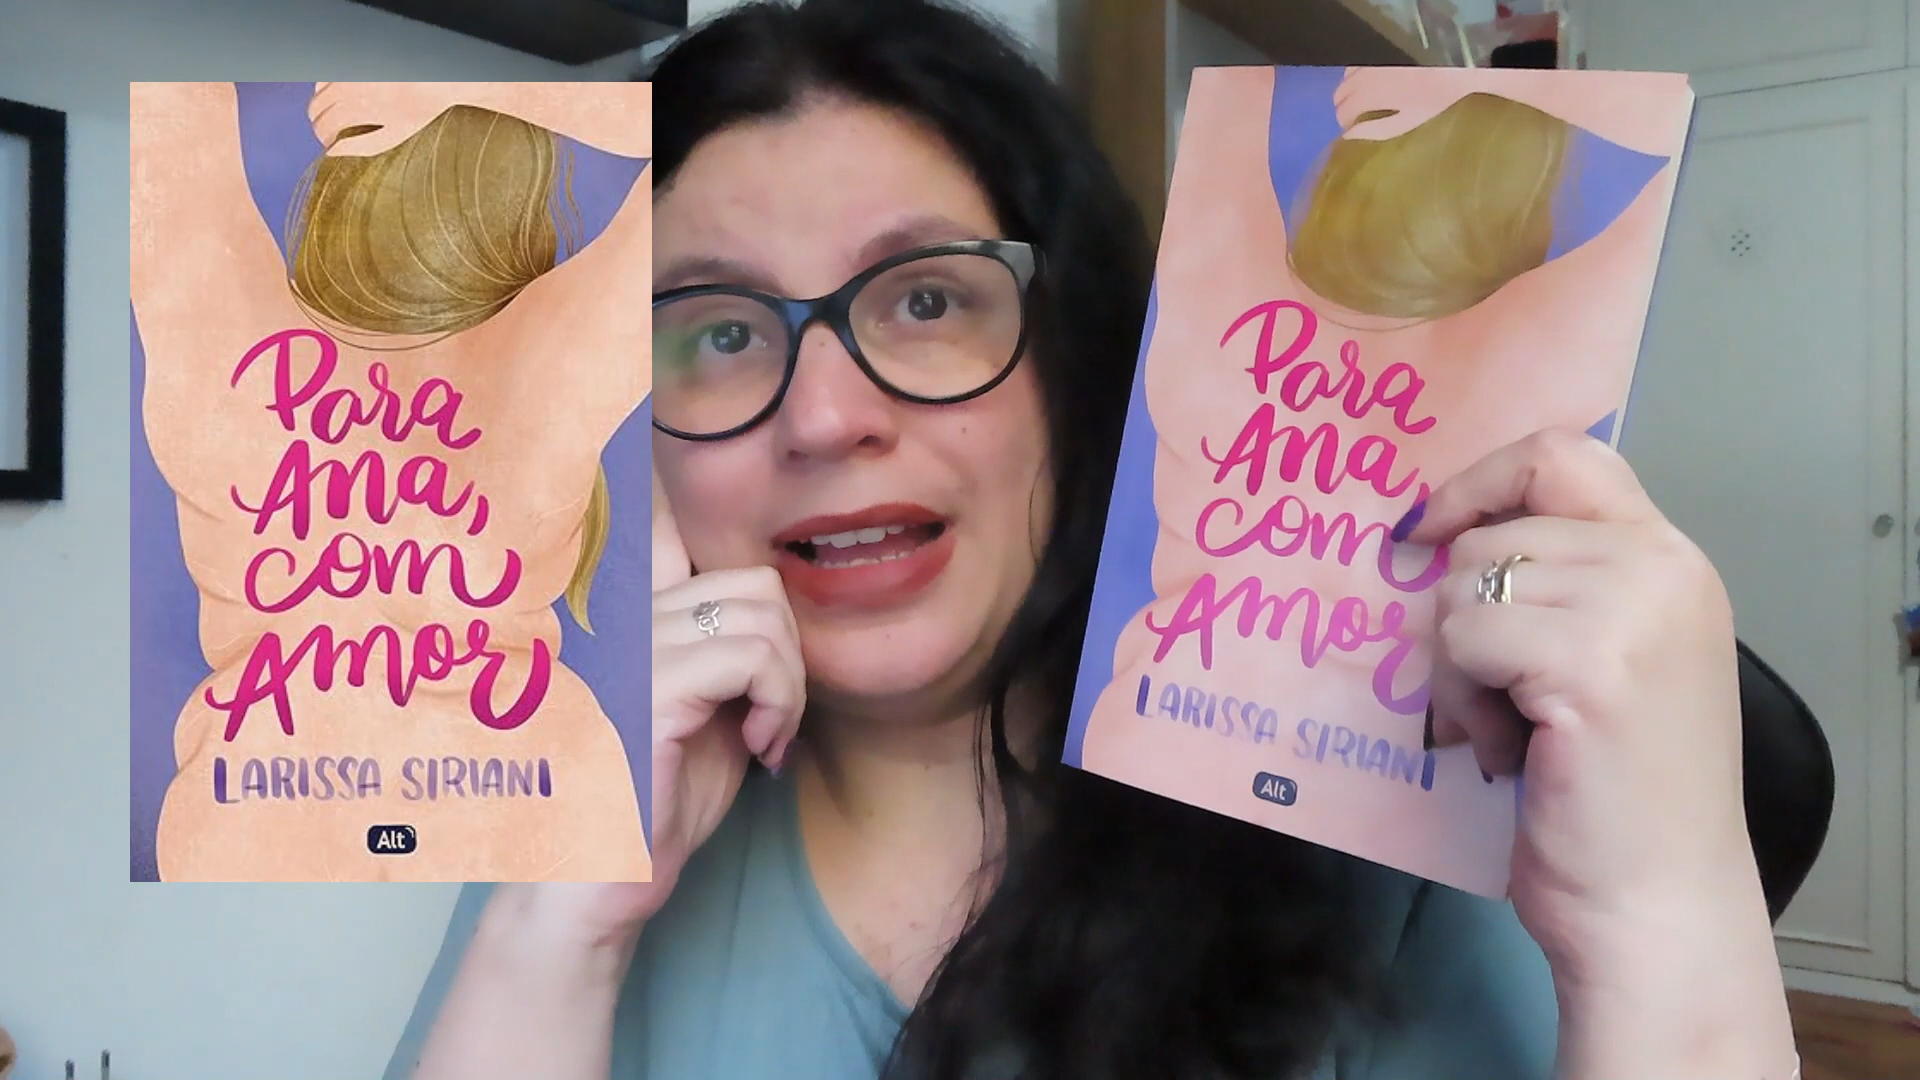 Para
Ana,
com
Amor
LARISSA SIRIANI
Alt
Para
Ana,
com
Amor
LARISSA SIRIANI
Alt